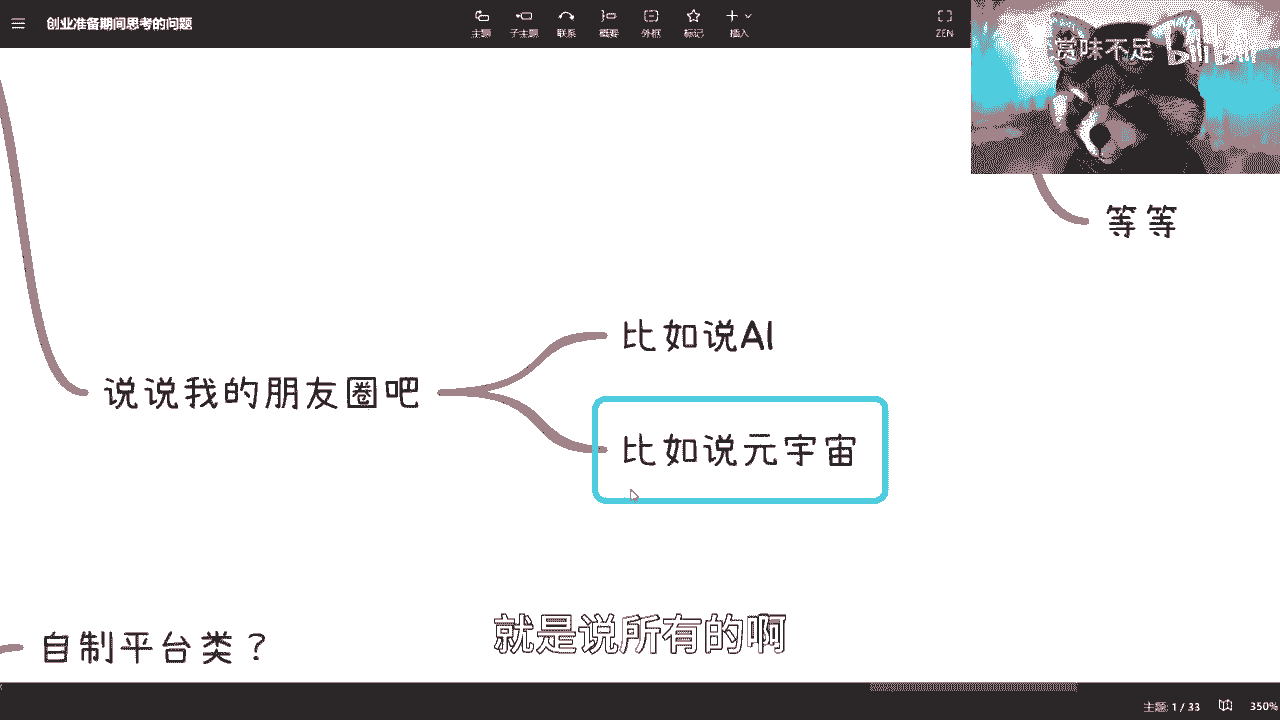 创业准备期间思考的问题
主题
子主题
联系
概要
外框
标记
插入
ZEN
赏味不足
bilibili
等等
比如说AI
说说我的朋友圈吧
比如说元宇宙
就是说所有的啊
自制平台类？
主题: 1 / 33
350%